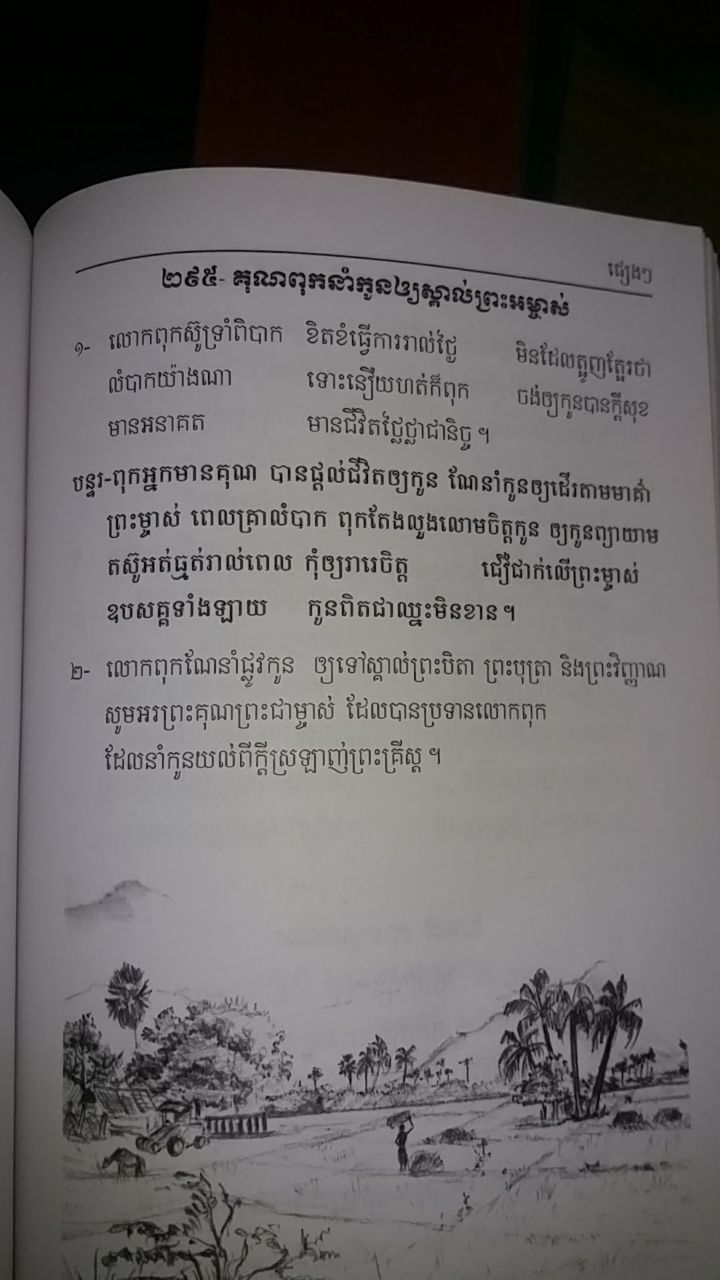 ផ្សេងៗ
២៩៥- គុណពុកនាំកូនឲ្យស្គាល់ព្រះអម្ចាស់
១- លោកពុកស៊ូទ្រាំពិបាក ខិតខំធ្វើការរាល់ថ្ងៃ មិនដែលត្អូញត្អែរថា
លំបាកយ៉ាងណា ទោះនឿយហត់ក៏ពុក ចង់ឲ្យកូនបានក្ដីសុខ
មានអនាគត មានជីវិតថ្លៃថ្លាជានិច្ច ។
បន្ទរ-ពុកអ្នកមានគុណ បានផ្ដល់ជីវិតឲ្យកូន ណែនាំកូនឲ្យដើរតាមមាគ៌ា
ព្រះម្ចាស់ ពេលគ្រាលំបាក ពុកតែងលួងលោមចិត្តកូន ឲ្យកូនព្យាយាម
តស៊ូអត់ធ្មត់រាល់ពេល កុំឲ្យរារេចិត្ត ជឿជាក់លើព្រះម្ចាស់
ឧបសគ្គទាំងឡាយ កូនពិតជាឈ្នះមិនខាន ។
២- លោកពុកណែនាំផ្លូវកូន ឲ្យទៅស្គាល់ព្រះបិតា ព្រះបុត្រា និងព្រះវិញ្ញាណ
សូមអរព្រះគុណព្រះជាម្ចាស់ ដែលបានប្រទានលោកពុក
ដែលនាំកូនយល់ពីក្ដីស្រឡាញ់ព្រះគ្រីស្ត ។